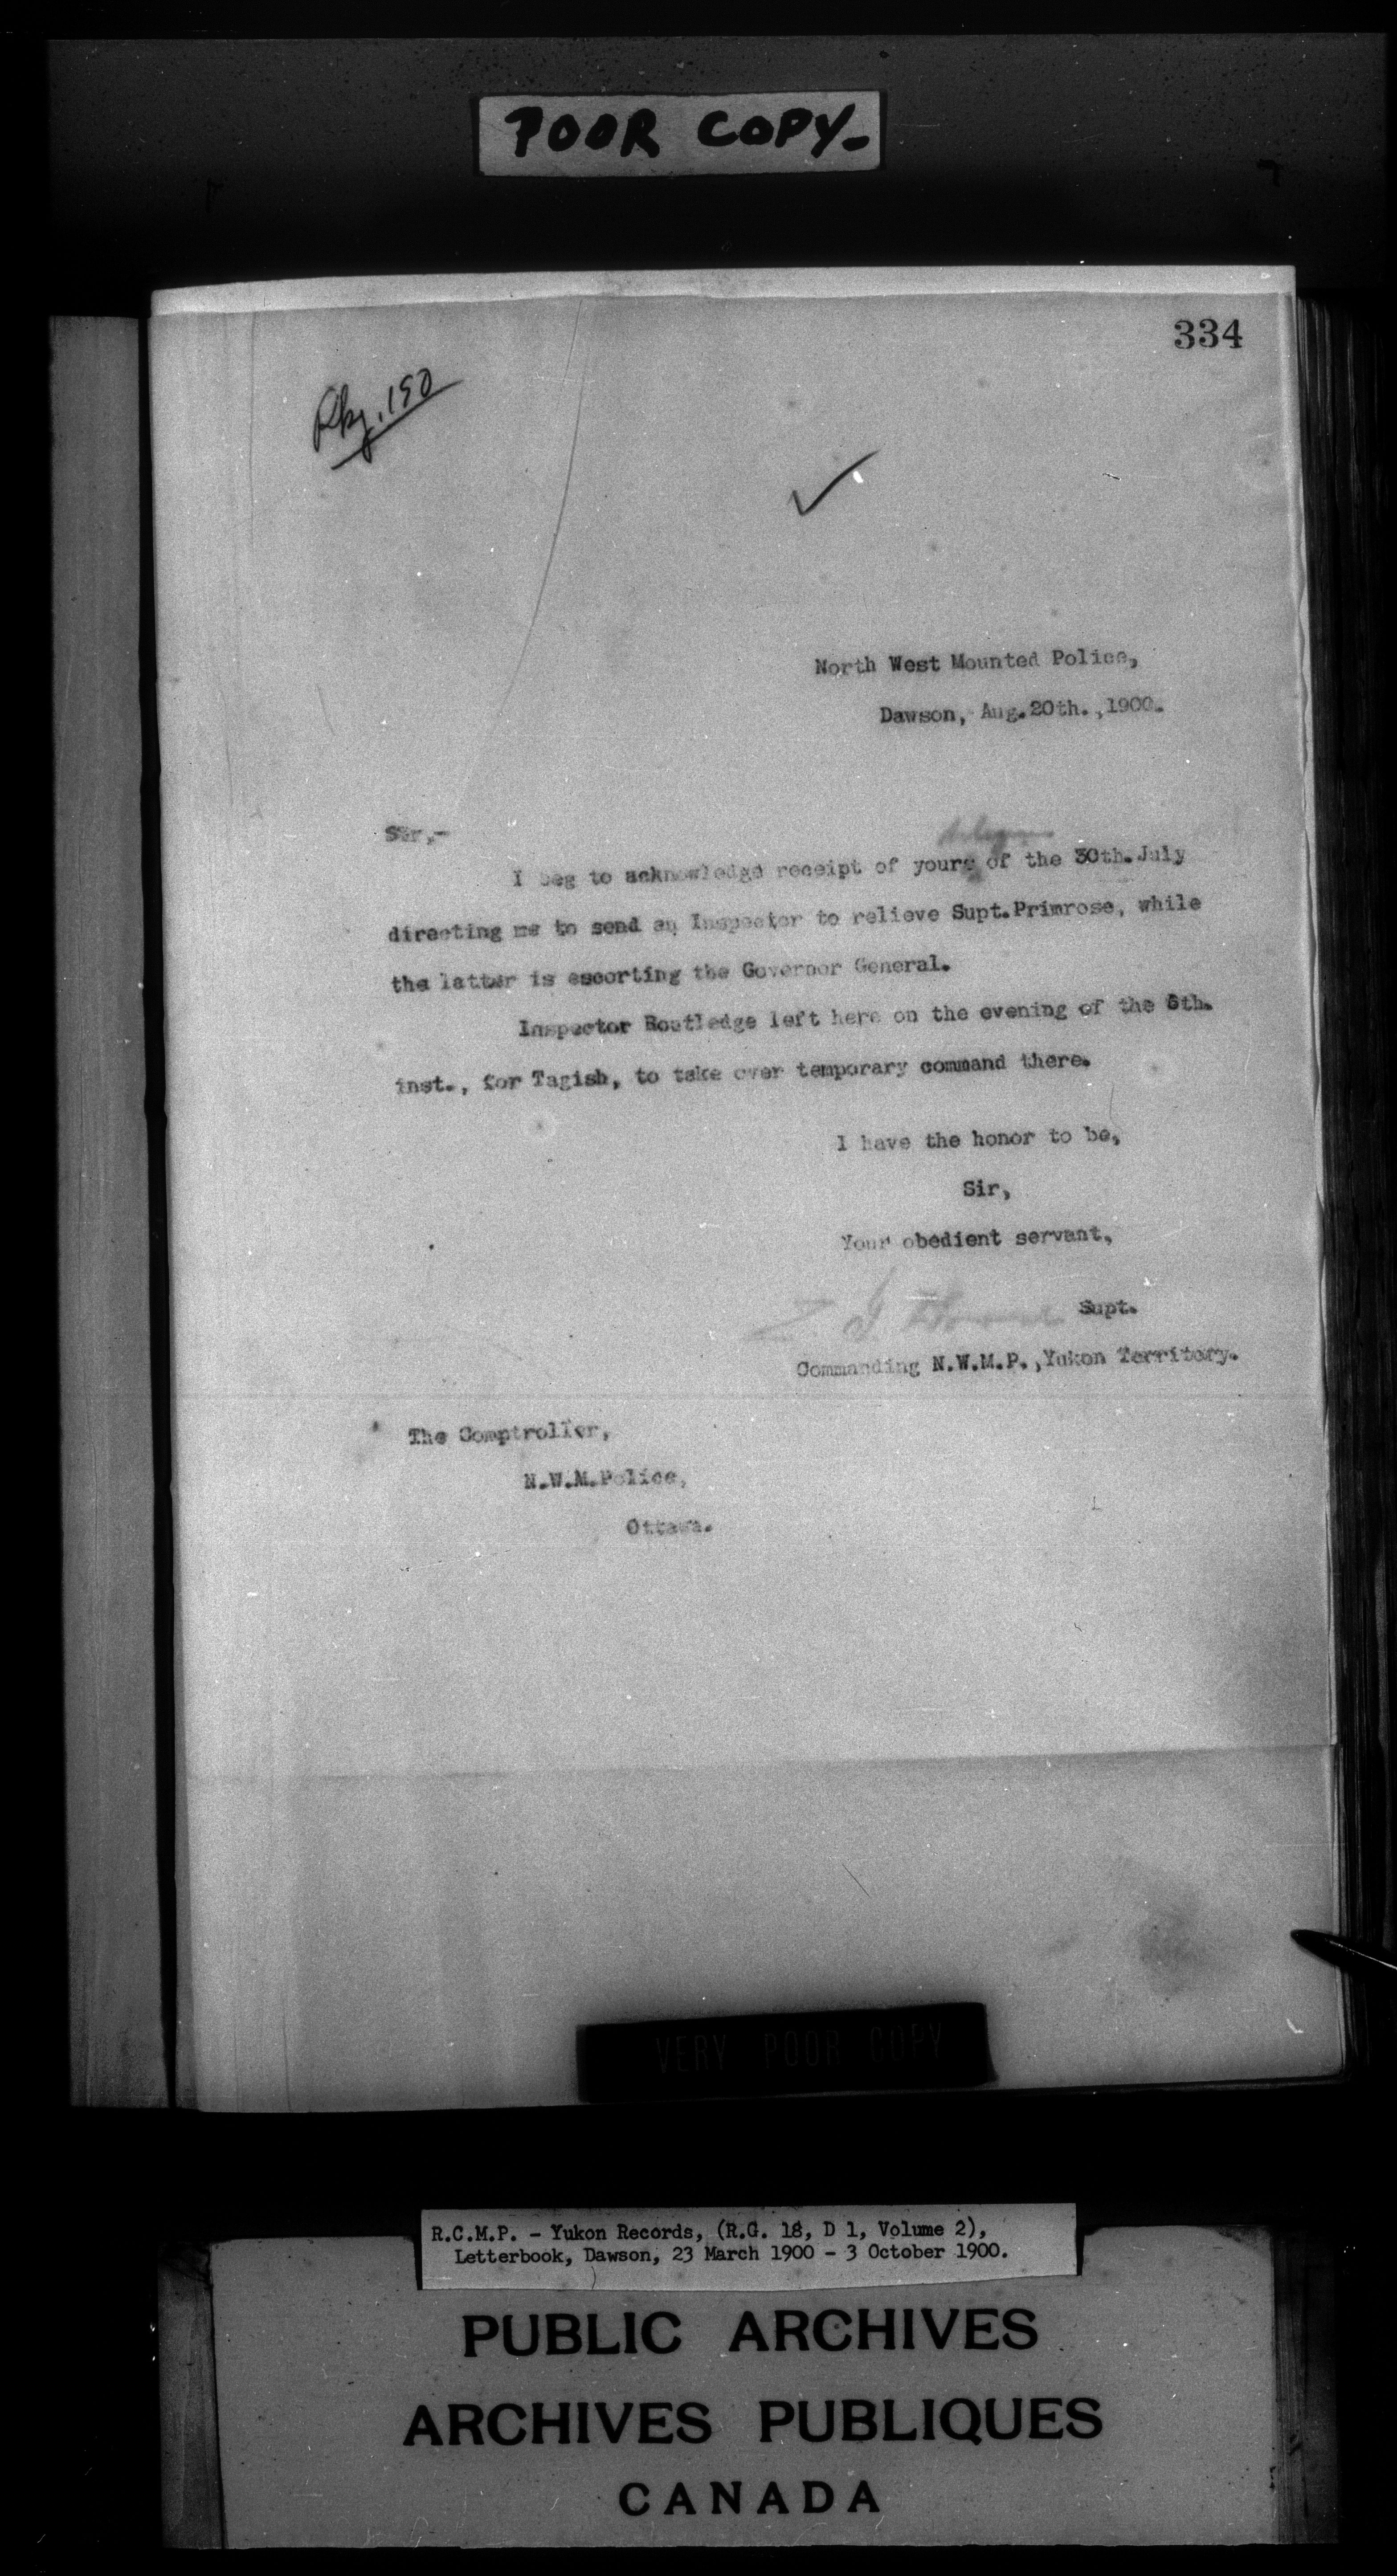 POOR COPY-
334
190
North West Mounted Police,
Dawson, Aug.20th.,1900.
Sir,-
telegram
I beg to acknowledge receipt of your of the 30th.July
directing me to send an Inspector to relieve Supt.Primrose, while
the latter is escorting the Governor General.
Inspector Routledge left here on the evening of the 6th.
inst., for Tagish, to take over temporary command there.
I have the honor to be,
Sir,
Your obedient servant,
Supt.
Commanding N.W.M.P.,Yukon Territory.
The Comptroller,
N.W.M.Police,
Ottawa.
VERY POOR COPY
R.C.M.P. - Yukon Records, (R.G. 18, D 1, Volume 2),
Letterbook, Dawson, 23 March 1900 - 3 October 1900.
PUBLIC ARCHIVES
ARCHIVES PUBLIQUES
CANADA